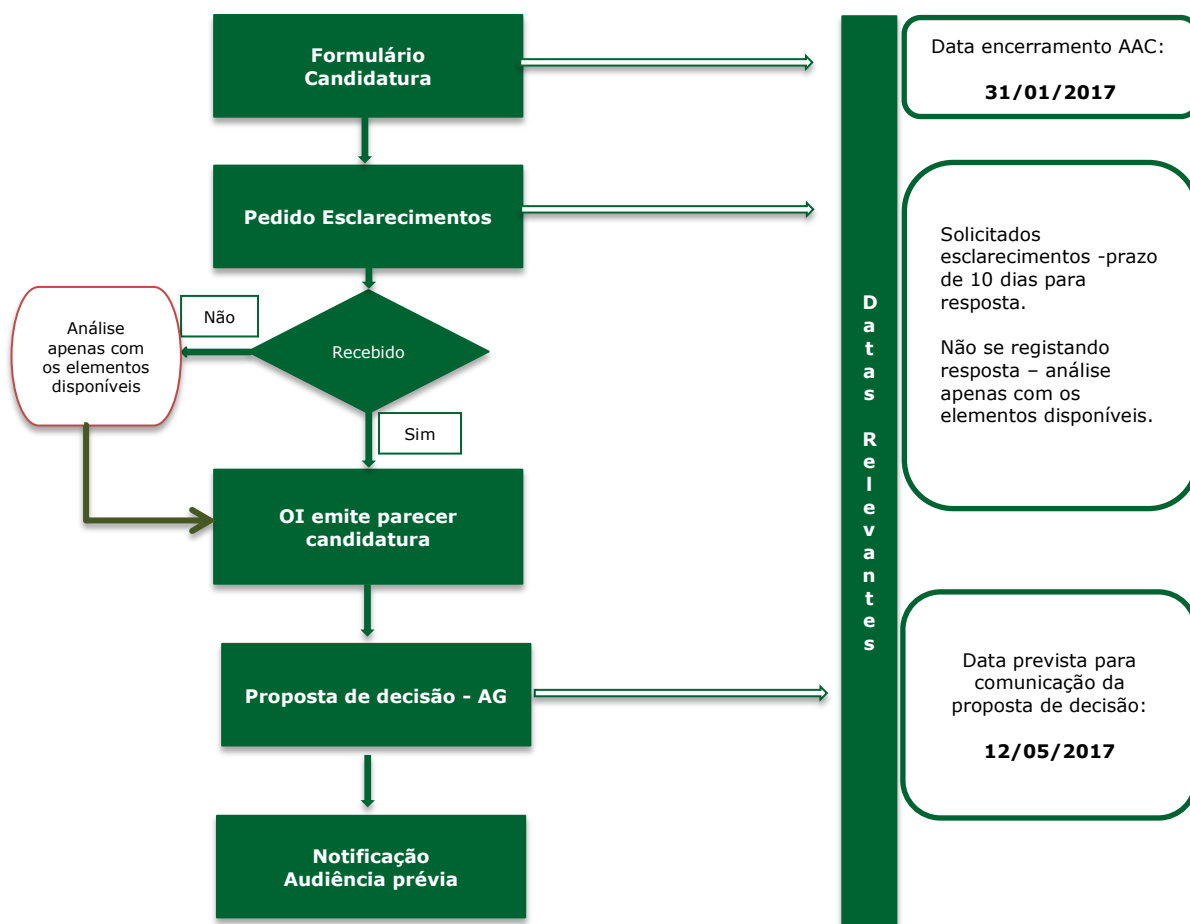 Formulário
Candidatura
Data encerramento AAC:
31/01/2017
Pedido Esclarecimentos
Solicitados
esclarecimentos -prazo
de 10 dias para
resposta.
Não se registando
resposta – análise
apenas com os
elementos disponíveis.
Não
Análise
apenas com
os elementos
disponíveis
Recebido
Sim
OI emite parecer
candidatura
Proposta de decisão - AG
Data prevista para
comunicação da
proposta de decisão:
12/05/2017
Notificação
Audiência prévia
D
a
t
a
s
R
e
l
e
v
a
n
t
e
s